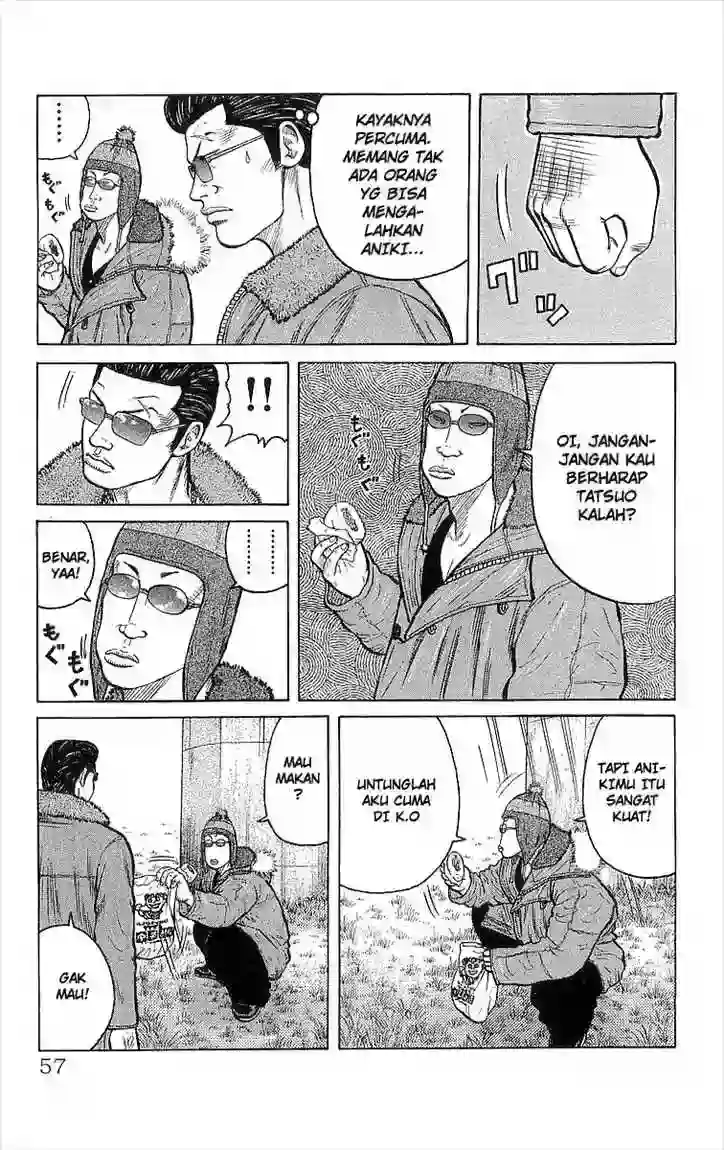 グッ
KAYAKNYA
PERCUMA.
MEMANG TAK
ADA ORANG
YG BISA
MENGA-
LAHKAN
ANIKI...
......
もぐ
もぐ
OI, JANGAN-
JANGAN KAU
BERHARAP
TATSUO
KALAH?
もぐ
もぐ
!!
......
BENAR,
YAA!
もぐ
もぐ
TAPI ANI-
KIMU ITU
SANGAT
KUAT!
UNTUNGLAH
AKU CUMA
DI K.O
MAU
MAKAN
?
GAK
MAU!
57